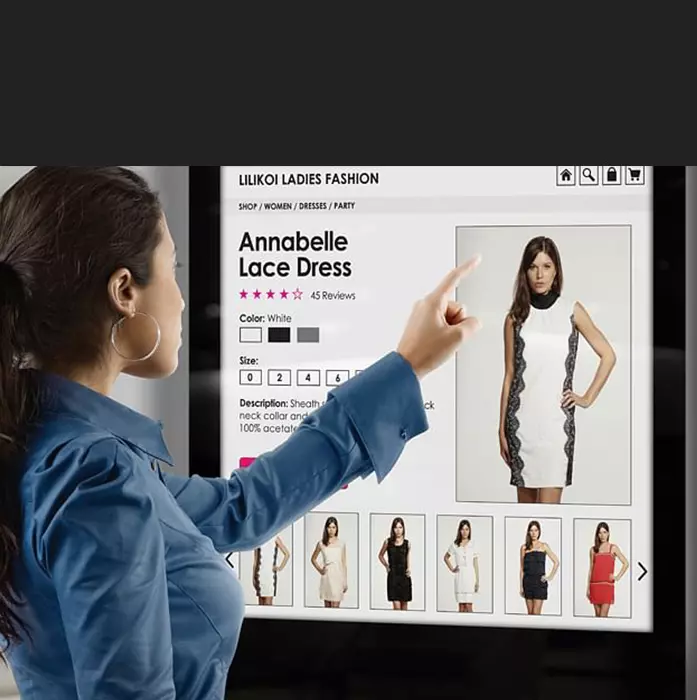 LILIKOI LADIES FASHION
SHOP / WOMEN / DRESSES / PARTY
Annabelle
Lace Dress
45 Reviews
Color: White
Size:
0 2 4 6
Description: Sheath
neck collar and
100% acetate